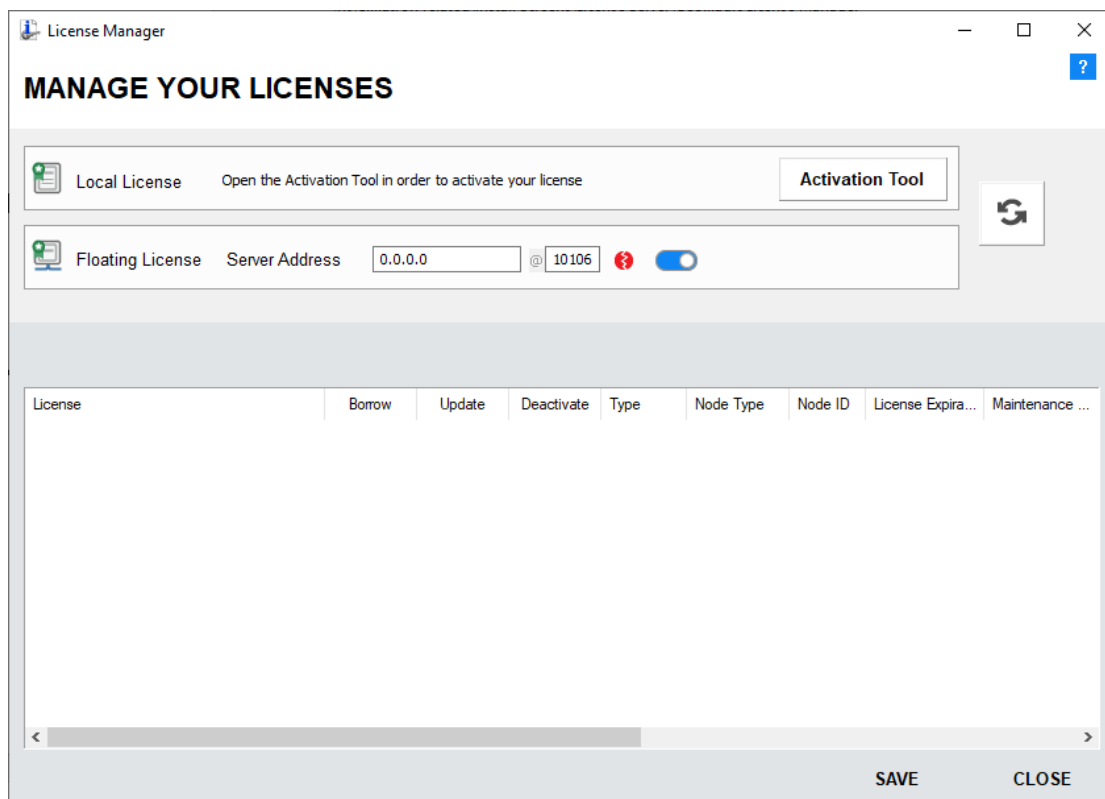 License Manager
?
MANAGE YOUR LICENSES
Local License Open the Activation Tool in order to activate your license Activation Tool
Floating License Server Address 0.0.0.0 @ 10106
License Borrow Update Deactivate Type Node Type Node ID License Expira... Maintenance ...
SAVE CLOSE